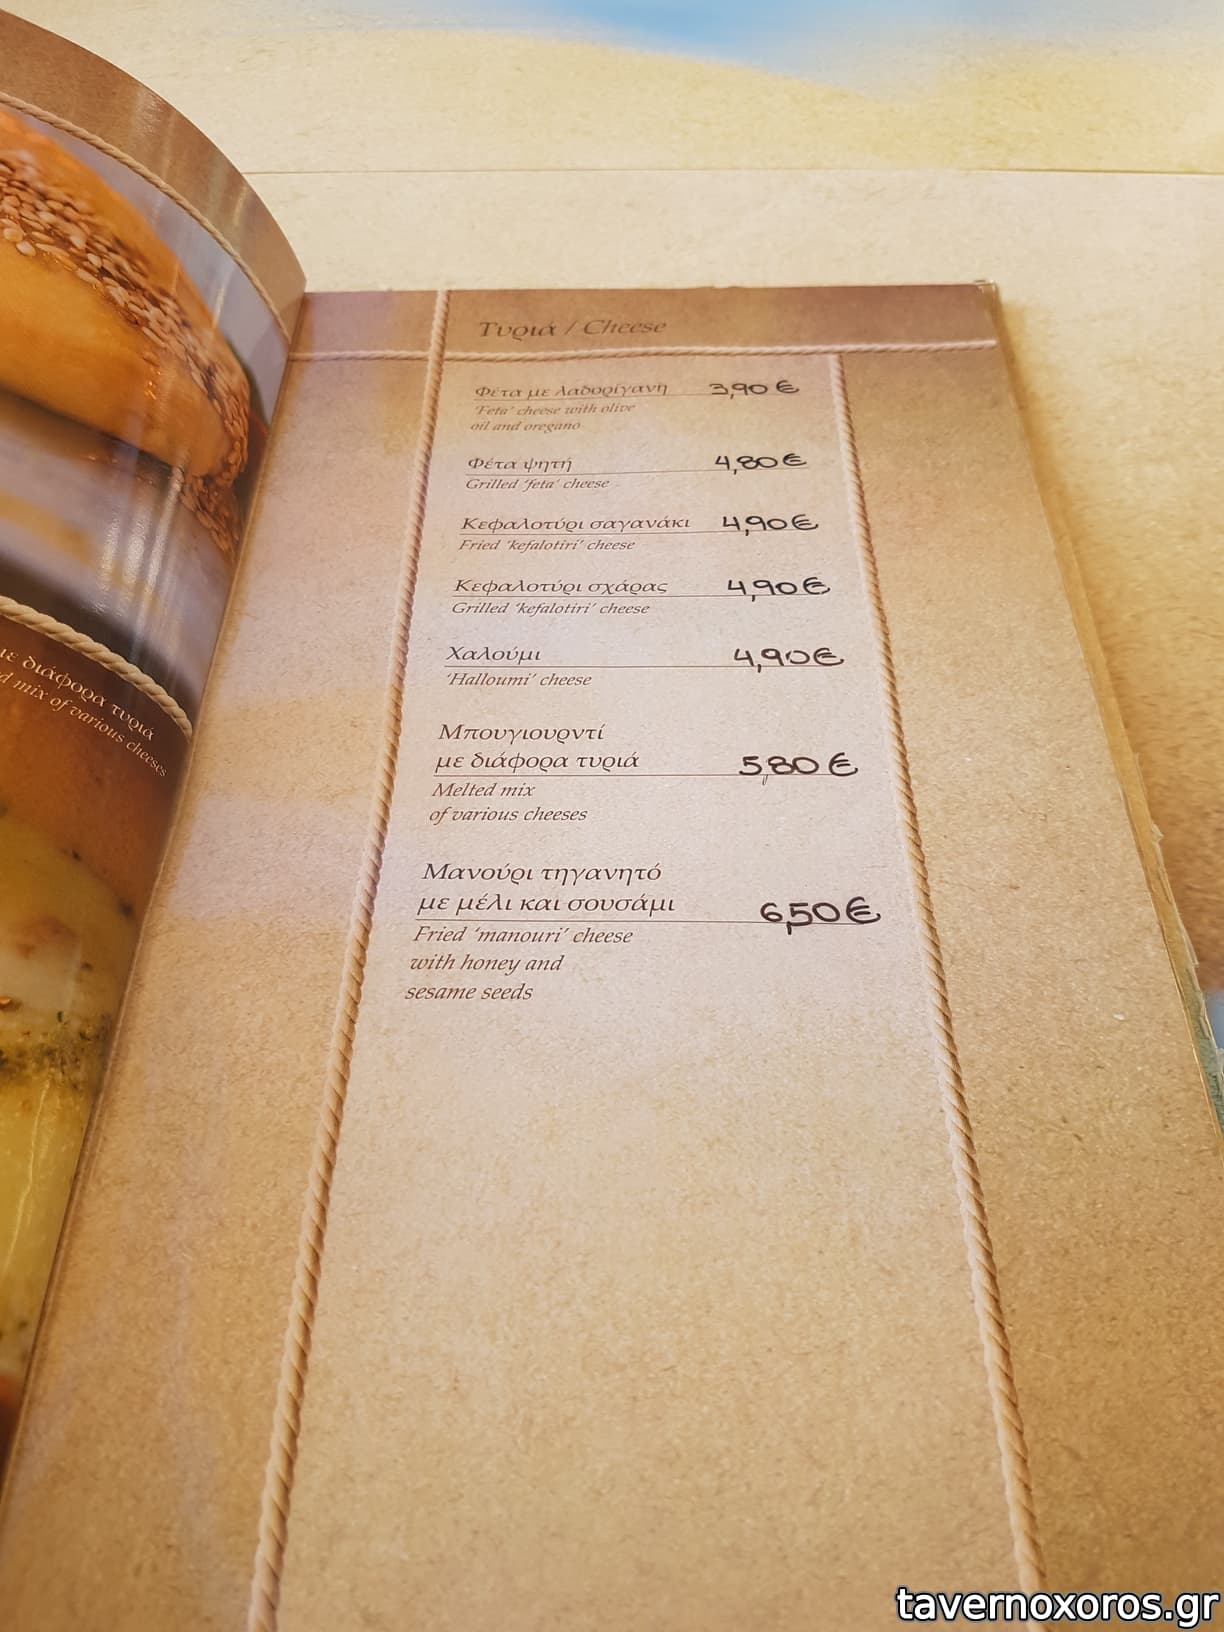 Τυριά / Cheese
Φέτα με λαδορίγανη 3,90 €
'Feta' cheese with olive
oil and oregano
Φέτα ψητή 4,80 €
Grilled 'feta' cheese
Κεφαλοτύρι σαγανάκι 4,90 €
Fried 'kefalotiri' cheese
Κεφαλοτύρι σχάρας 4,90 €
Grilled 'kefalotiri' cheese
Χαλούμι 4,90 €
'Halloumi' cheese
Μπουγιουρντί
με διάφορα τυριά 5,80 €
Melted mix
of various cheeses
Μανούρι τηγανητό
με μέλι και σουσάμι 6,50 €
Fried 'manouri' cheese
with honey and
sesame seeds
διάφορα τυριά
mix of various cheeses
tavernoxoros.gr